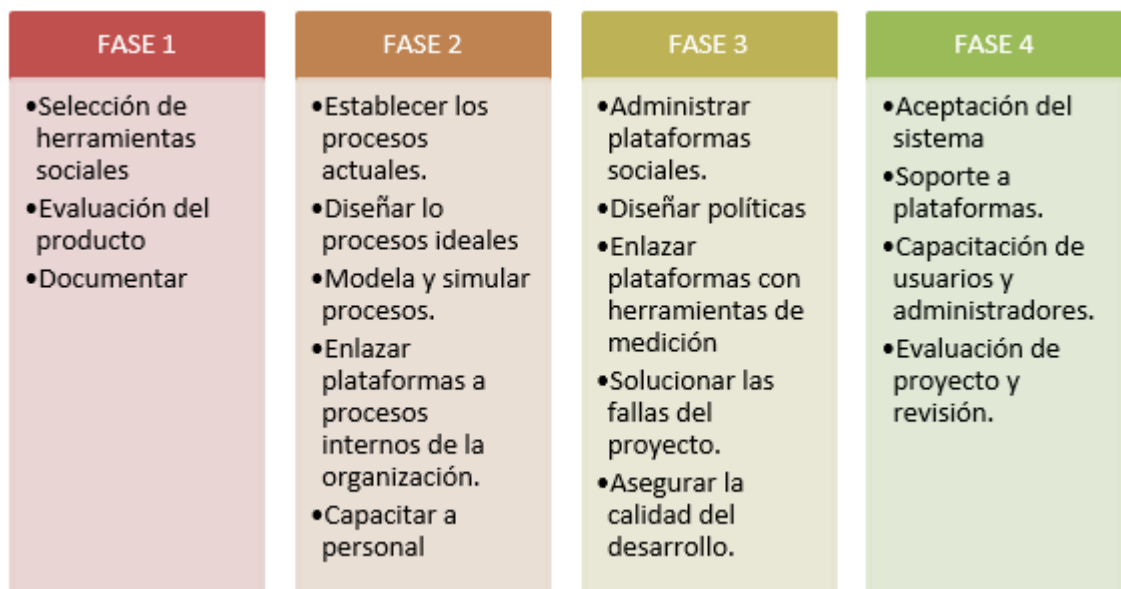 FASE 1
•Selección de
herramientas
sociales
•Evaluación del
producto
•Documentar
FASE 2
•Establecer los
procesos
actuales.
•Diseñar lo
procesos ideales
•Modela y simular
procesos.
•Enlazar
plataformas a
procesos
internos de la
organización.
•Capacitar a
personal
FASE 3
•Administrar
plataformas
sociales.
•Diseñar políticas
•Enlazar
plataformas con
herramientas de
medición
•Solucionar las
fallas del
proyecto.
•Asegurar la
calidad del
desarrollo.
FASE 4
•Aceptación del
sistema
•Soporte a
plataformas.
•Capacitación de
usuarios y
administradores.
•Evaluación de
proyecto y
revisión.